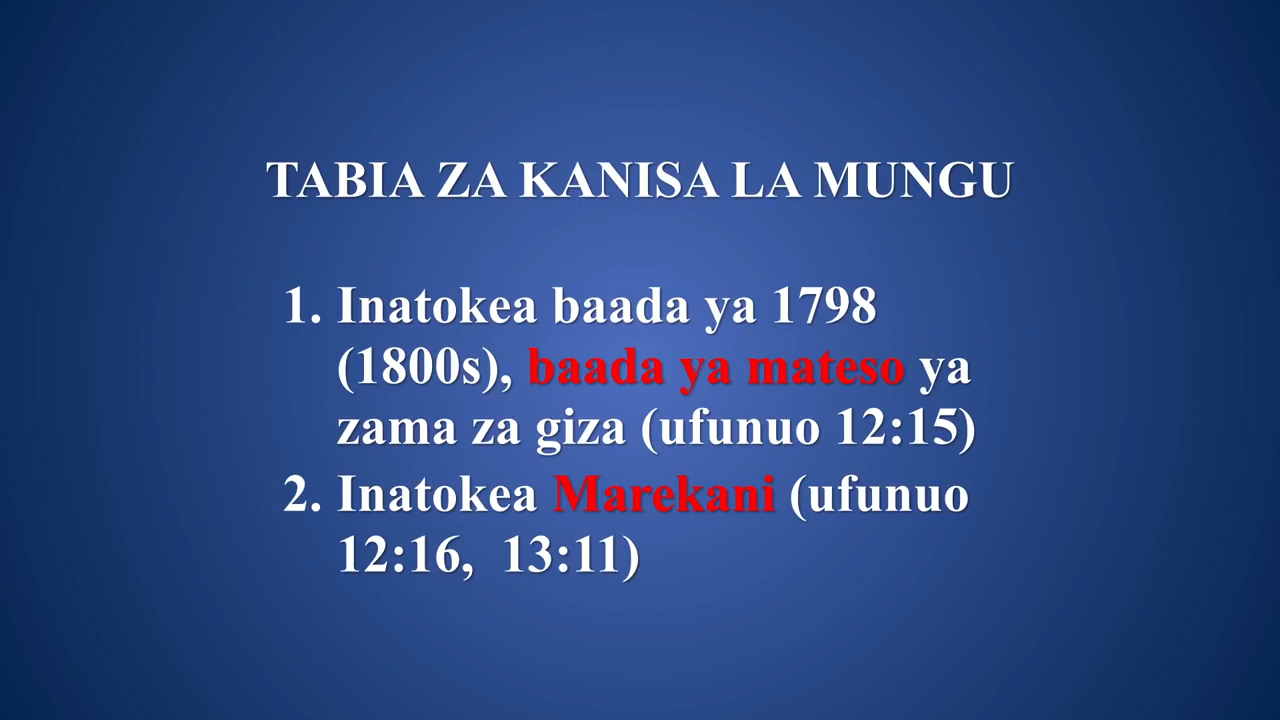 TABIA ZA KANISA LA MUNGU
1. Inatokea baada ya 1798
(1800s), baada ya mateso ya
zama za giza (ufunuo 12:15)
2. Inatokea Marekani (ufunuo
12:16, 13:11)